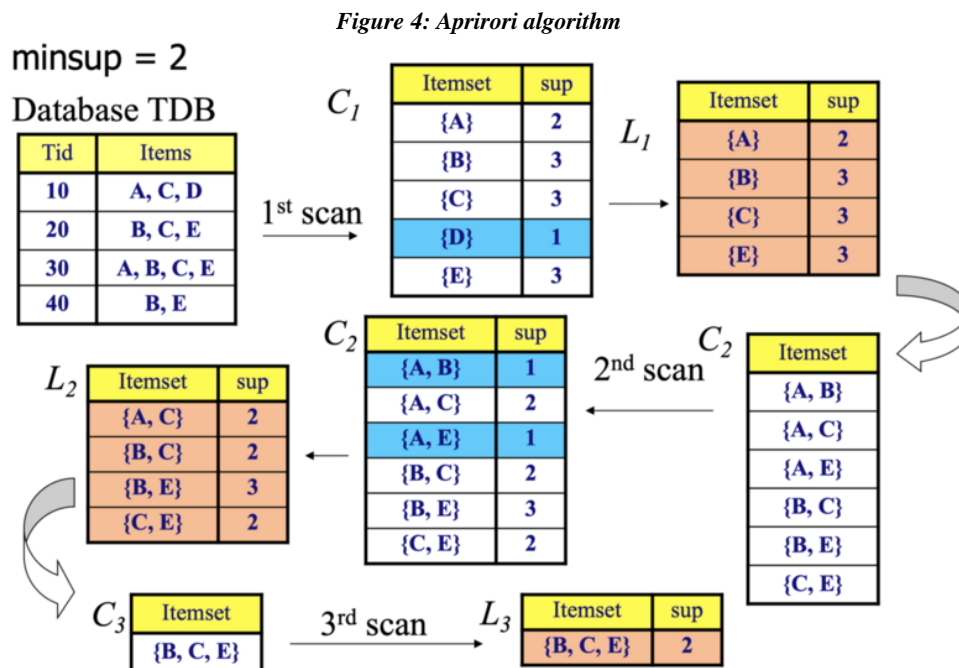 Figure 4: Aprirori algorithm
minsup = 2
Database TDB
Tid Items
10 A, C, D
20 B, C, E
30 A, B, C, E
40 B, E
1st scan
C1
Itemset sup
{A} 2
{B} 3
{C} 3
{D} 1
{E} 3
L1
Itemset sup
{A} 2
{B} 3
{C} 3
{E} 3
C2
Itemset
{A, B}
{A, C}
{A, E}
{B, C}
{B, E}
{C, E}
2nd scan
C2
Itemset sup
{A, B} 1
{A, C} 2
{A, E} 1
{B, C} 2
{B, E} 3
{C, E} 2
L2
Itemset sup
{A, C} 2
{B, C} 2
{B, E} 3
{C, E} 2
C3
Itemset
{B, C, E}
3rd scan
L3
Itemset sup
{B, C, E} 2